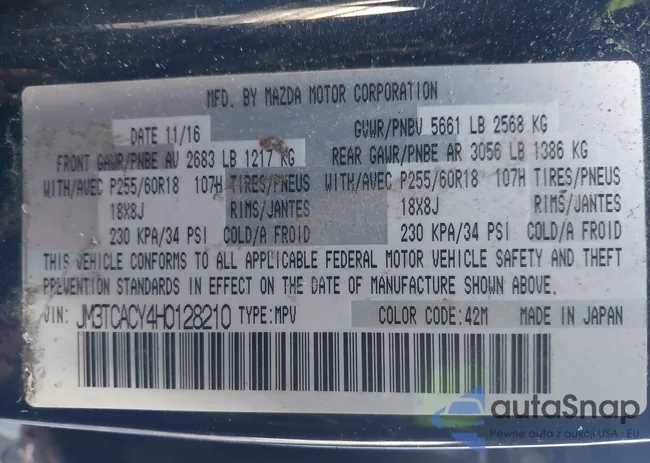 MFD. BY MAZDA MOTOR CORPORATION
DATE 11/16 GVWR/PNBV 5661 LB 2568 KG
FRONT GAWR/PNBE AV 2683 LB 1217 KG REAR GAWR/PNBE AR 3056 LB 1386 KG
WITH/AVEC P255/60R18 107H TIRES/PNEUS WITH/AVEC P255/60R18 107H TIRES/PNEUS
18X8J RIMS/JANTES 18X8J RIMS/JANTES
230 KPA/34 PSI COLD/A FROID 230 KPA/34 PSI COLD/A FROID
THIS VEHICLE CONFORMS TO ALL APPLICABLE FEDERAL MOTOR VEHICLE SAFETY AND THEFT
PREVENTION STANDARDS IN EFFECT ON THE DATE OF MANUFACTURE SHOWN ABOVE.
VIN: JM3TCACY4H0128210 TYPE:MPV COLOR CODE:42M MADE IN JAPAN
autaSnap
Pewne auta z aukcji USA i EU